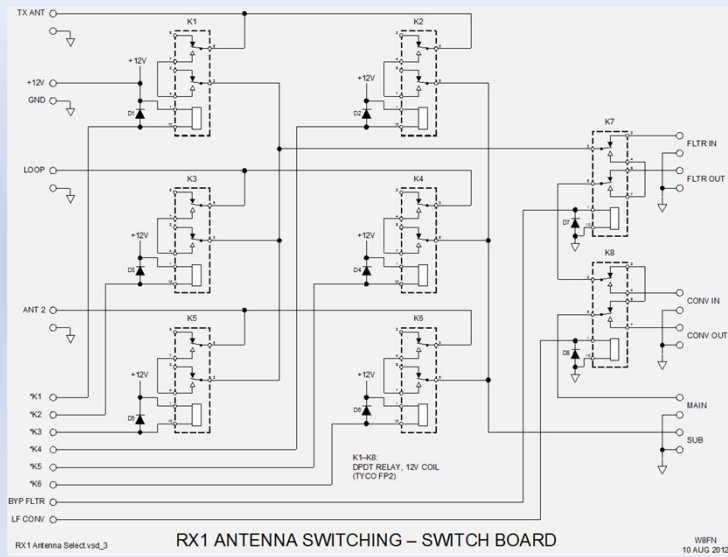 TX ANT
K1
K2
+12V
+12V
+12V
GND
D1
D2
K7
FLTR IN
LOOP
K3
K4
FLTR OUT
+12V
+12V
D7
D3
D4
K8
ANT 2
K5
K6
CONV IN
CONV OUT
D8
+12V
+12V
*K1
*K2
MAIN
*K3
D5
D6
*K4
SUB
*K5
K1–K8:
DPDT RELAY, 12V COIL
(TYCO FP2)
*K6
BYP FLTR
LF CONV
RX1 Antenna Select.vsd_3
RX1 ANTENNA SWITCHING – SWITCH BOARD
W8FN